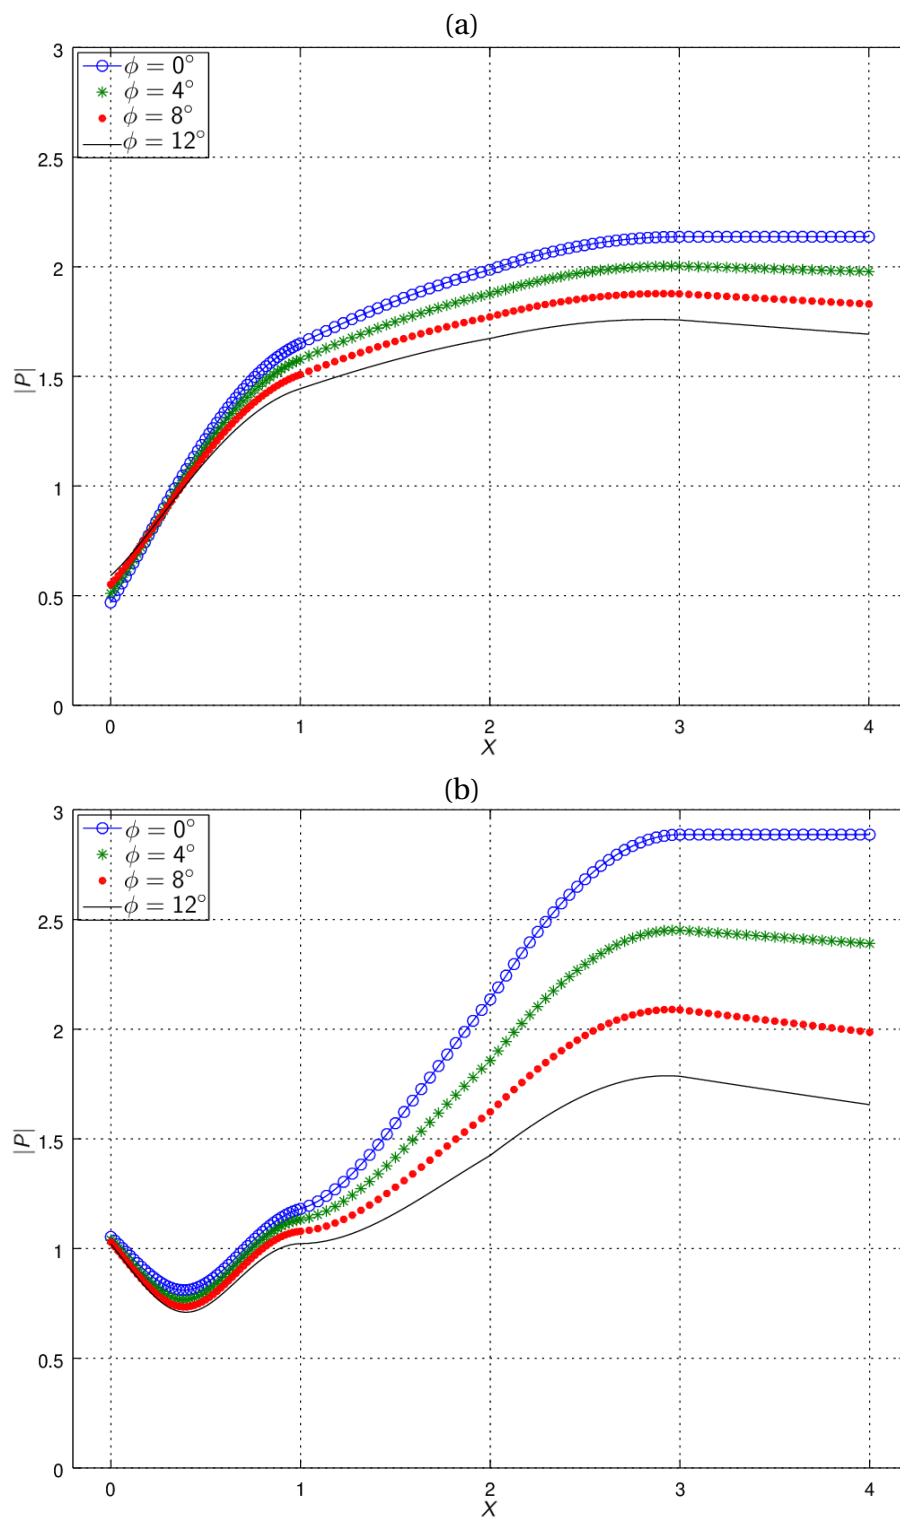 (a)
3
2.5
2
1.5
1
0.5
0
|P|
ϕ = 0°
ϕ = 4°
ϕ = 8°
ϕ = 12°
0 1 2 3 4
X
(b)
3
2.5
2
1.5
1
0.5
0
|P|
ϕ = 0°
ϕ = 4°
ϕ = 8°
ϕ = 12°
0 1 2 3 4
X